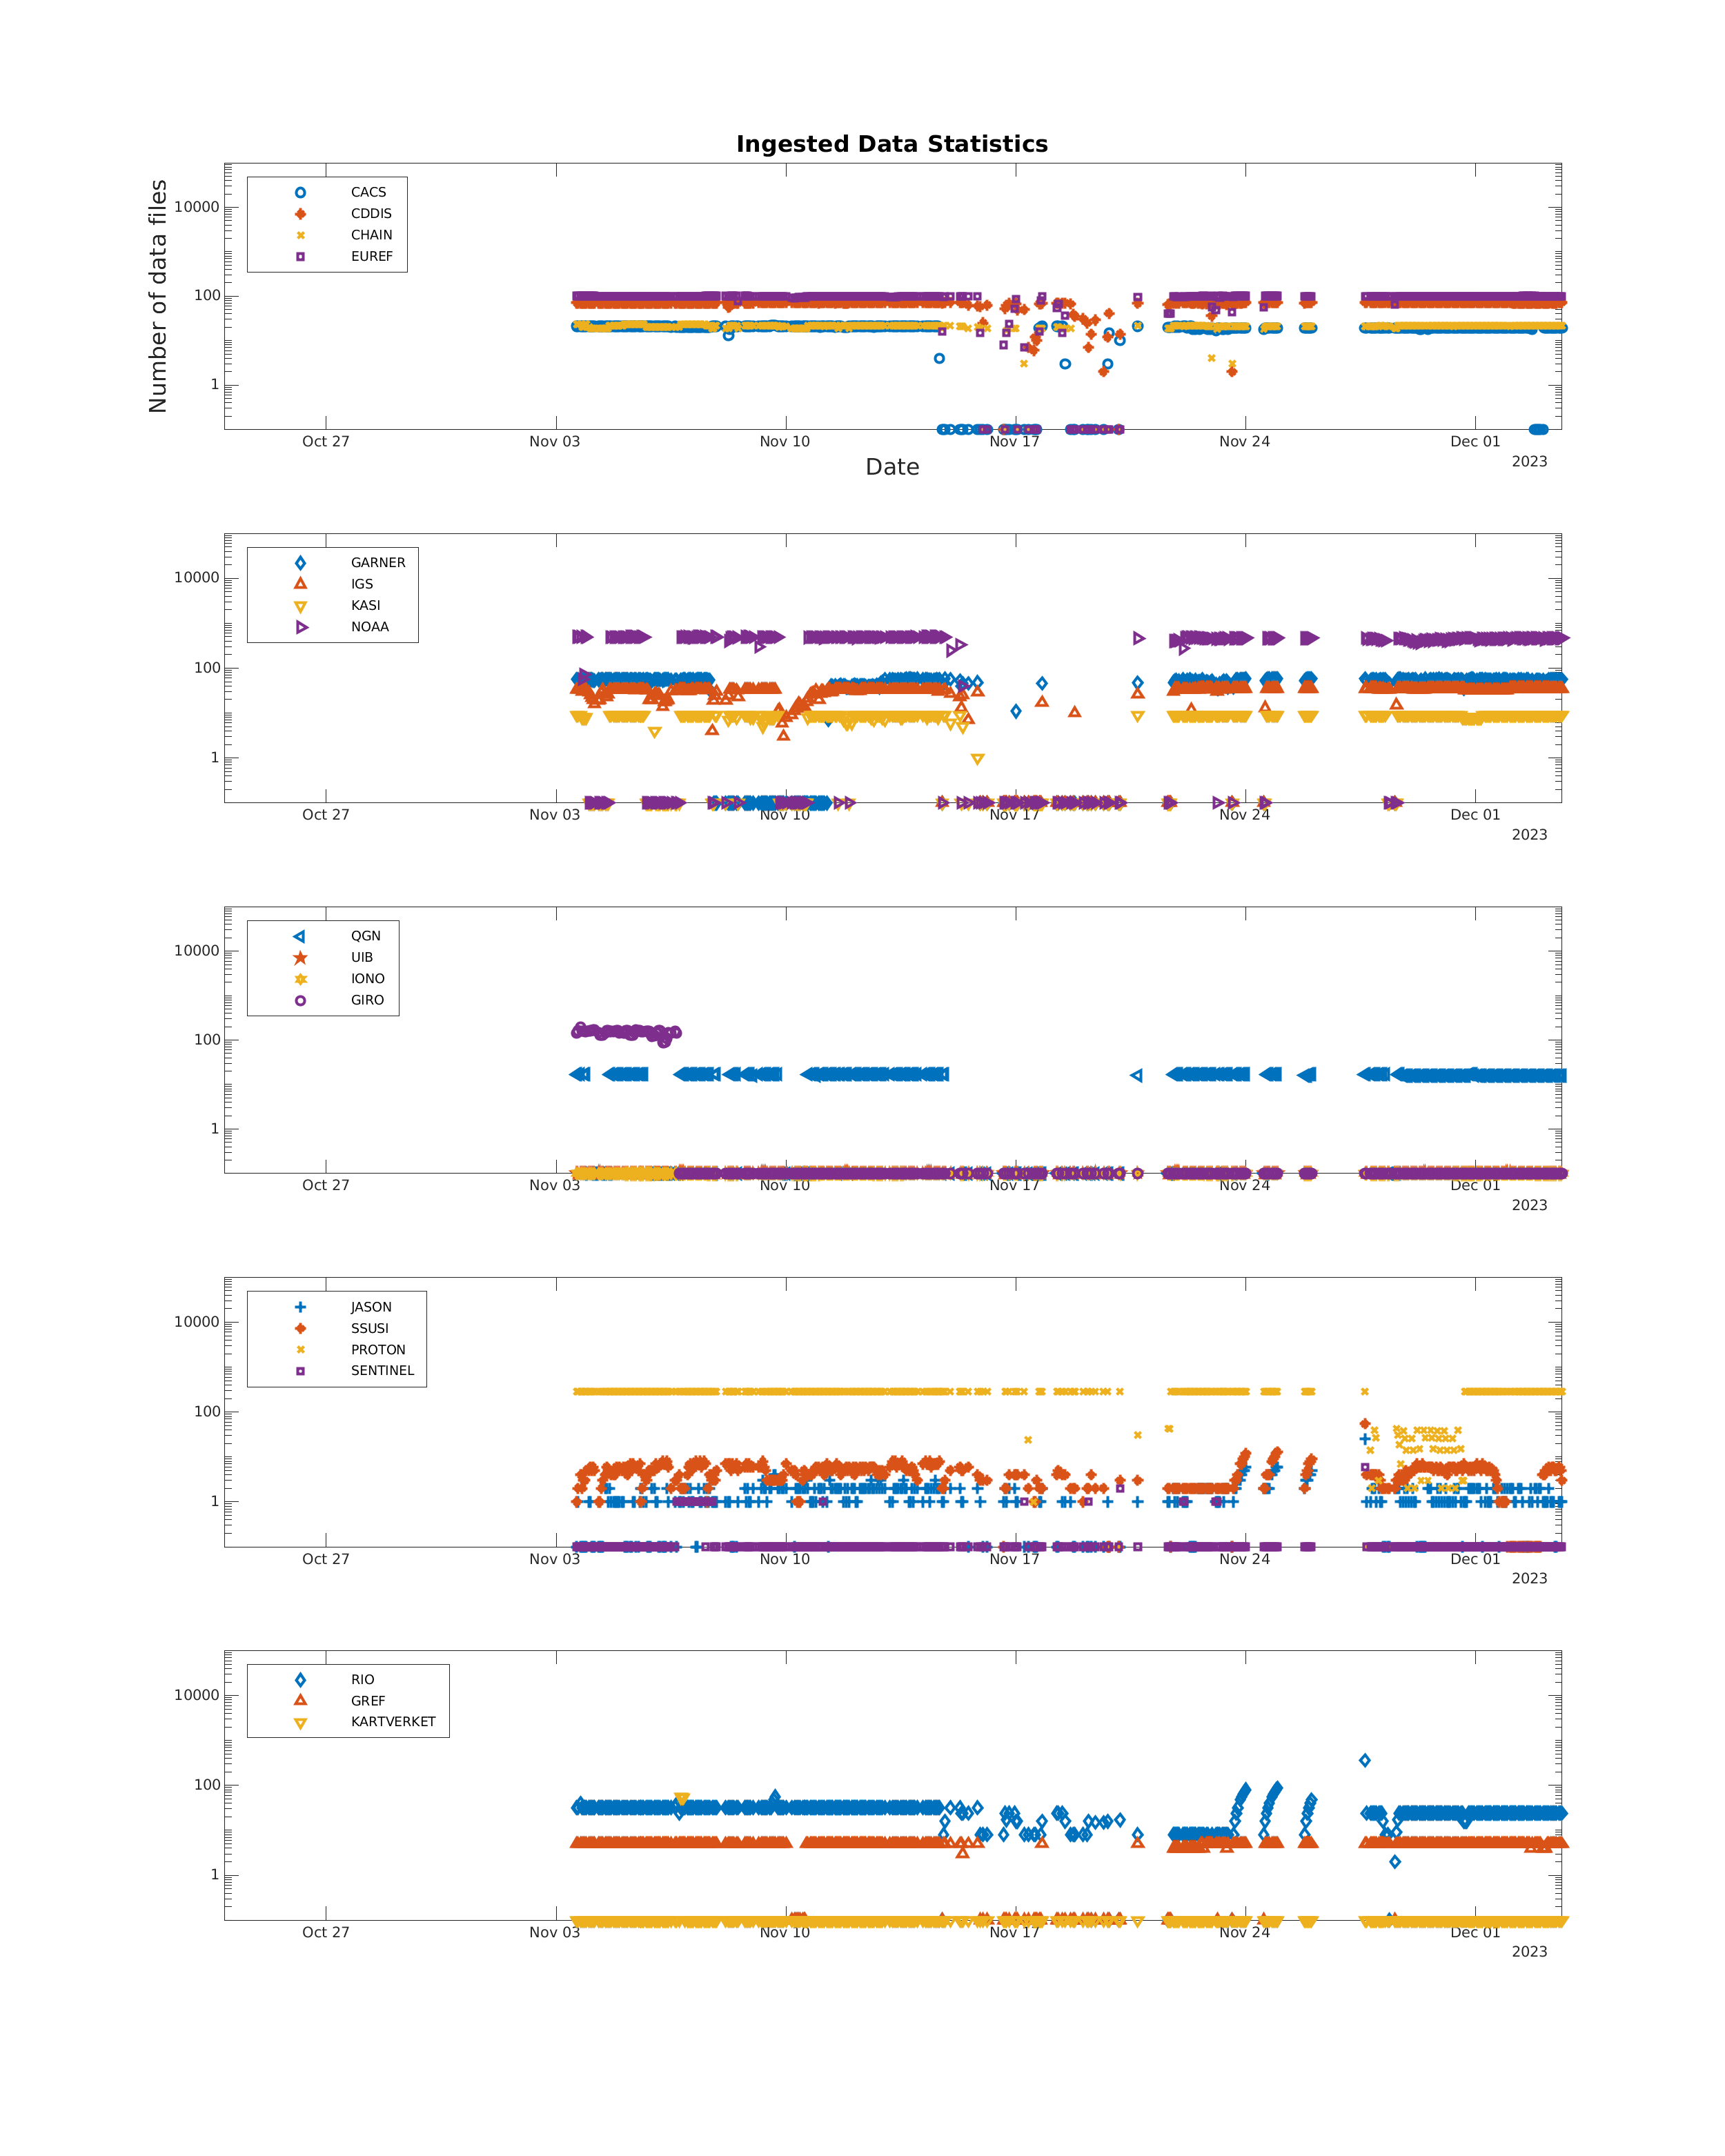 Ingested Data Statistics
Number of data files
CACS
CDDIS
CHAIN
EUREF
10000
100
1
Oct 27 Nov 03 Nov 10 Nov 17 Nov 24 Dec 01
2023
Date
GARNER
IGS
KASI
NOAA
10000
100
1
Oct 27 Nov 03 Nov 10 Nov 17 Nov 24 Dec 01
2023
QGN
UIB
IONO
GIRO
10000
100
1
Oct 27 Nov 03 Nov 10 Nov 17 Nov 24 Dec 01
2023
JASON
SSUSI
PROTON
SENTINEL
10000
100
1
Oct 27 Nov 03 Nov 10 Nov 17 Nov 24 Dec 01
2023
RIO
GREF
KARTVERKET
10000
100
1
Oct 27 Nov 03 Nov 10 Nov 17 Nov 24 Dec 01
2023